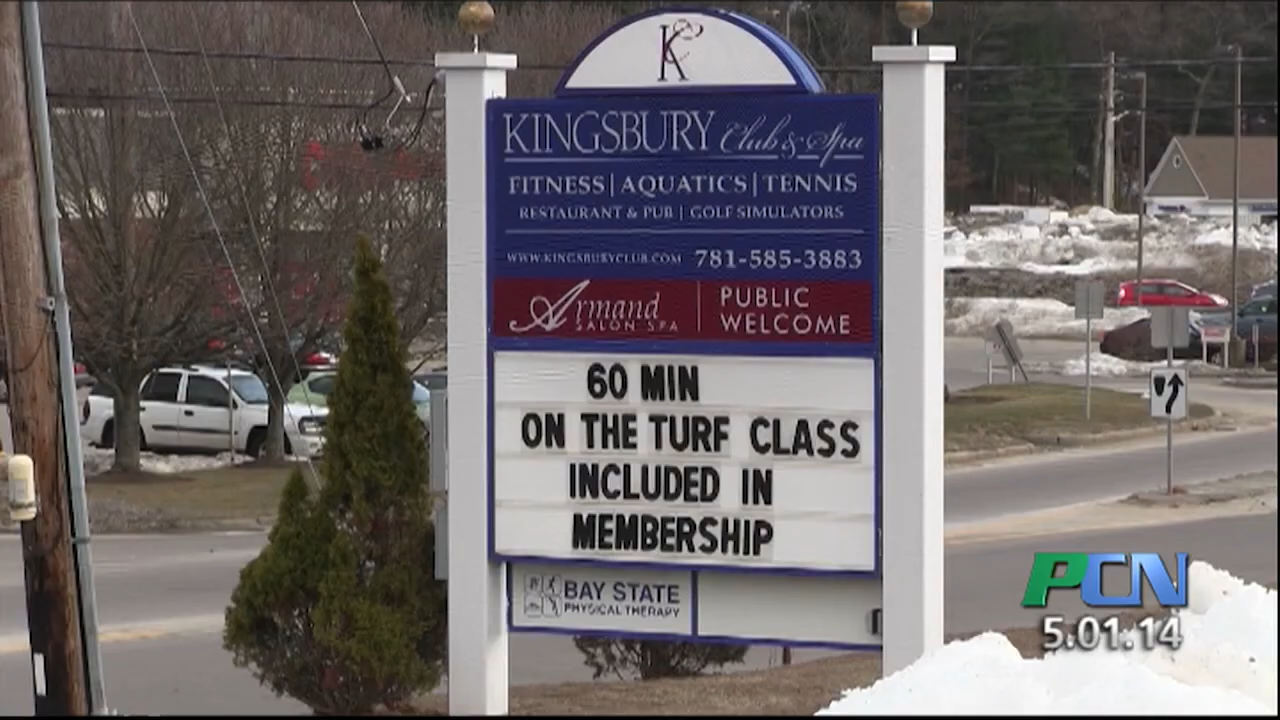 K C
KINGSBURY Club & Spa
FITNESS | AQUATICS | TENNIS
RESTAURANT & PUB | GOLF SIMULATORS
WWW.KINGSBURYCLUB.COM 781-585-3883
Armand SALON SPA | PUBLIC WELCOME
60 MIN
ON THE TURF CLASS
INCLUDED IN
MEMBERSHIP
BAY STATE
PHYSICAL THERAPY
PCN
5.01.14